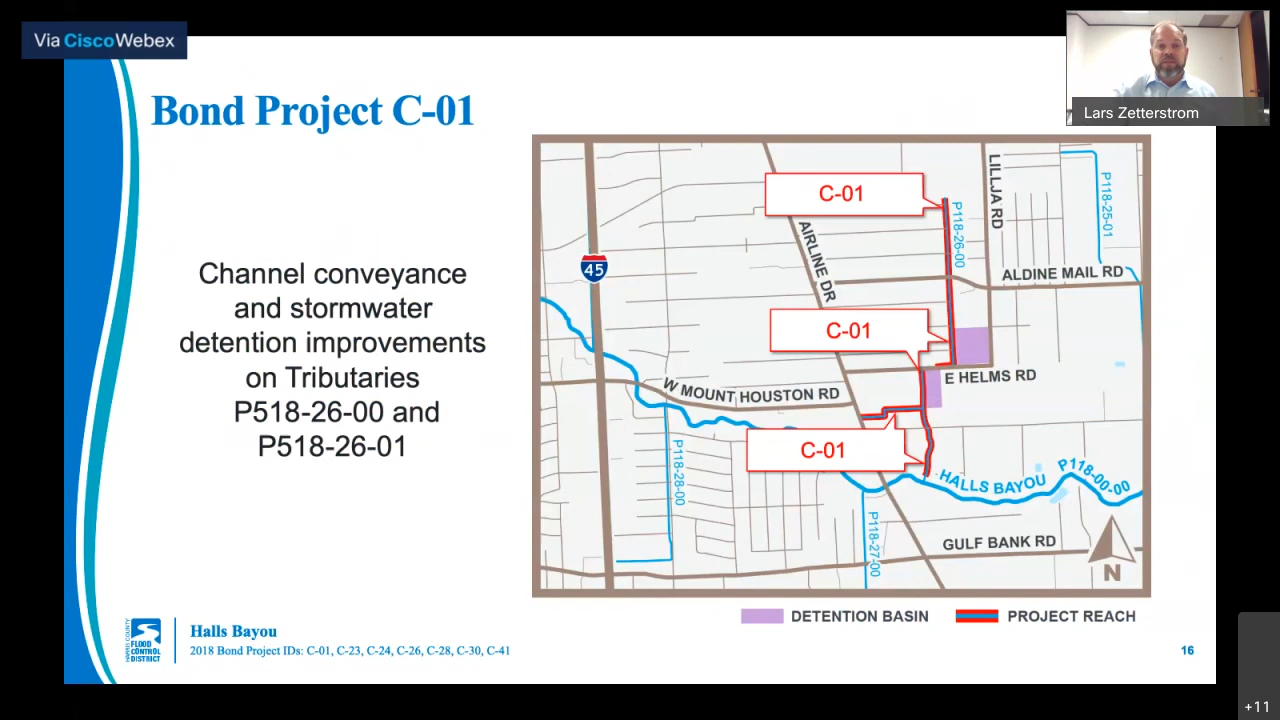 Via Cisco Webex
Lars Zetterstrom
Bond Project C-01
Channel conveyance
and stormwater
detention improvements
on Tributaries
P518-26-00 and
P518-26-01
C-01
C-01
C-01
45
AIRLINE DR
LILLJA RD
P118-26-00
P118-25-01
ALDINE MAIL RD
E HELMS RD
W MOUNT HOUSTON RD
P118-28-00
P118-27-00
HALLS BAYOU
P118-00-00
GULF BANK RD
N
DETENTION BASIN
PROJECT REACH
HARRIS COUNTY
FLOOD
CONTROL
DISTRICT
Halls Bayou
2018 Bond Project IDs: C-01, C-23, C-24, C-26, C-28, C-30, C-41
16
+11